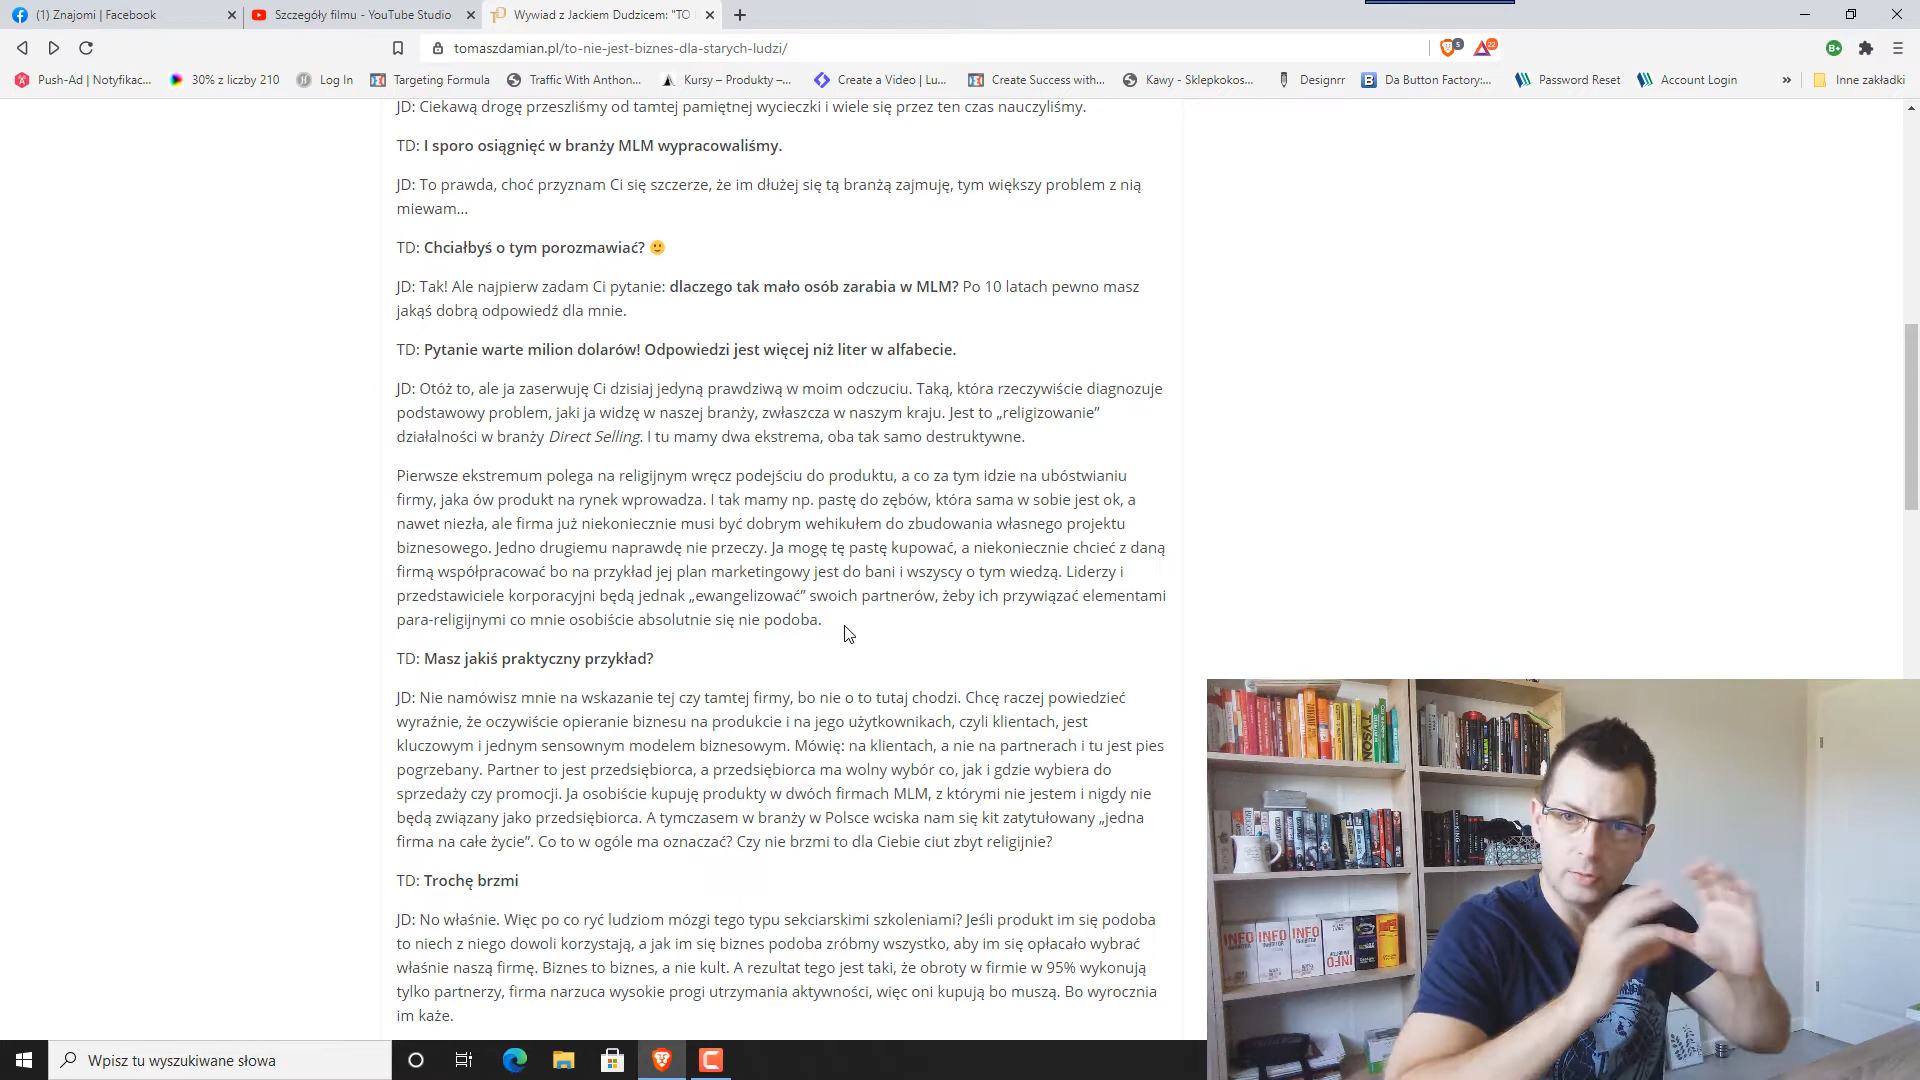 (1) Znajomi | Facebook
Szczegóły filmu - YouTube Studio
Wywiad z Jackiem Dudzicem: "TO
tomaszdamian.pl/to-nie-jest-biznes-dla-starych-ludzi/
5
22
B+
Push-Ad | Notyfikac...
30% z liczby 210
Log In
Targeting Formula
Traffic With Anthon...
Kursy – Produkty –...
Create a Video | Lu...
Create Success with...
Kawy - Sklepkokos...
Designrr
Da Button Factory:...
Password Reset
Account Login
»
Inne zakładki
JD: Ciekawą drogę przeszliśmy od tamtej pamiętnej wycieczki i wiele się przez ten czas nauczyliśmy.
TD: I sporo osiągnięć w branży MLM wypracowaliśmy.
JD: To prawda, choć przyznam Ci się szczerze, że im dłużej się tą branżą zajmuję, tym większy problem z nią
miewam...
TD: Chciałbyś o tym porozmawiać? 🙂
JD: Tak! Ale najpierw zadam Ci pytanie: dlaczego tak mało osób zarabia w MLM? Po 10 latach pewno masz
jakąś dobrą odpowiedź dla mnie.
TD: Pytanie warte milion dolarów! Odpowiedzi jest więcej niż liter w alfabecie.
JD: Otóż to, ale ja zaserwuję Ci dzisiaj jedyną prawdziwą w moim odczuciu. Taką, która rzeczywiście diagnozuje
podstawowy problem, jaki ja widzę w naszej branży, zwłaszcza w naszym kraju. Jest to „religizowanie”
działalności w branży Direct Selling. I tu mamy dwa ekstrema, oba tak samo destruktywne.
Pierwsze ekstremum polega na religijnym wręcz podejściu do produktu, a co za tym idzie na ubóstwianiu
firmy, jaka ów produkt na rynek wprowadza. I tak mamy np. pastę do zębów, która sama w sobie jest ok, a
nawet niezła, ale firma już niekoniecznie musi być dobrym wehikułem do zbudowania własnego projektu
biznesowego. Jedno drugiemu naprawdę nie przeczy. Ja mogę tę pastę kupować, a niekoniecznie chcieć z daną
firmą współpracować bo na przykład jej plan marketingowy jest do bani i wszyscy o tym wiedzą. Liderzy i
przedstawiciele korporacyjni będą jednak „ewangelizować” swoich partnerów, żeby ich przywiązać elementami
para-religijnymi co mnie osobiście absolutnie się nie podoba.
TD: Masz jakiś praktyczny przykład?
JD: Nie namówisz mnie na wskazanie tej czy tamtej firmy, bo nie o to tutaj chodzi. Chcę raczej powiedzieć
wyraźnie, że oczywiście opieranie biznesu na produkcie i na jego użytkownikach, czyli klientach, jest
kluczowym i jednym sensownym modelem biznesowym. Mówię: na klientach, a nie na partnerach i tu jest pies
pogrzebany. Partner to jest przedsiębiorca, a przedsiębiorca ma wolny wybór co, jak i gdzie wybiera do
sprzedaży czy promocji. Ja osobiście kupuję produkty w dwóch firmach MLM, z którymi nie jestem i nigdy nie
będą związany jako przedsiębiorca. A tymczasem w branży w Polsce wciska nam się kit zatytułowany „jedna
firma na całe życie”. Co to w ogóle ma oznaczać? Czy nie brzmi to dla Ciebie ciut zbyt religijnie?
TD: Trochę brzmi
JD: No właśnie. Więc po co ryć ludziom mózgi tego typu sekciarskimi szkoleniami? Jeśli produkt im się podoba
to niech z niego dowoli korzystają, a jak im się biznes podoba zróbmy wszystko, aby im się opłacało wybrać
właśnie naszą firmę. Biznes to biznes, a nie kult. A rezultat tego jest taki, że obroty w firmie w 95% wykonują
tylko partnerzy, firma narzuca wysokie progi utrzymania aktywności, więc oni kupują bo muszą. Bo wyrocznia
im każe.
TYSON
KING
INFO
INFO
INFO
INFO
Wpisz tu wyszukiwane słowa